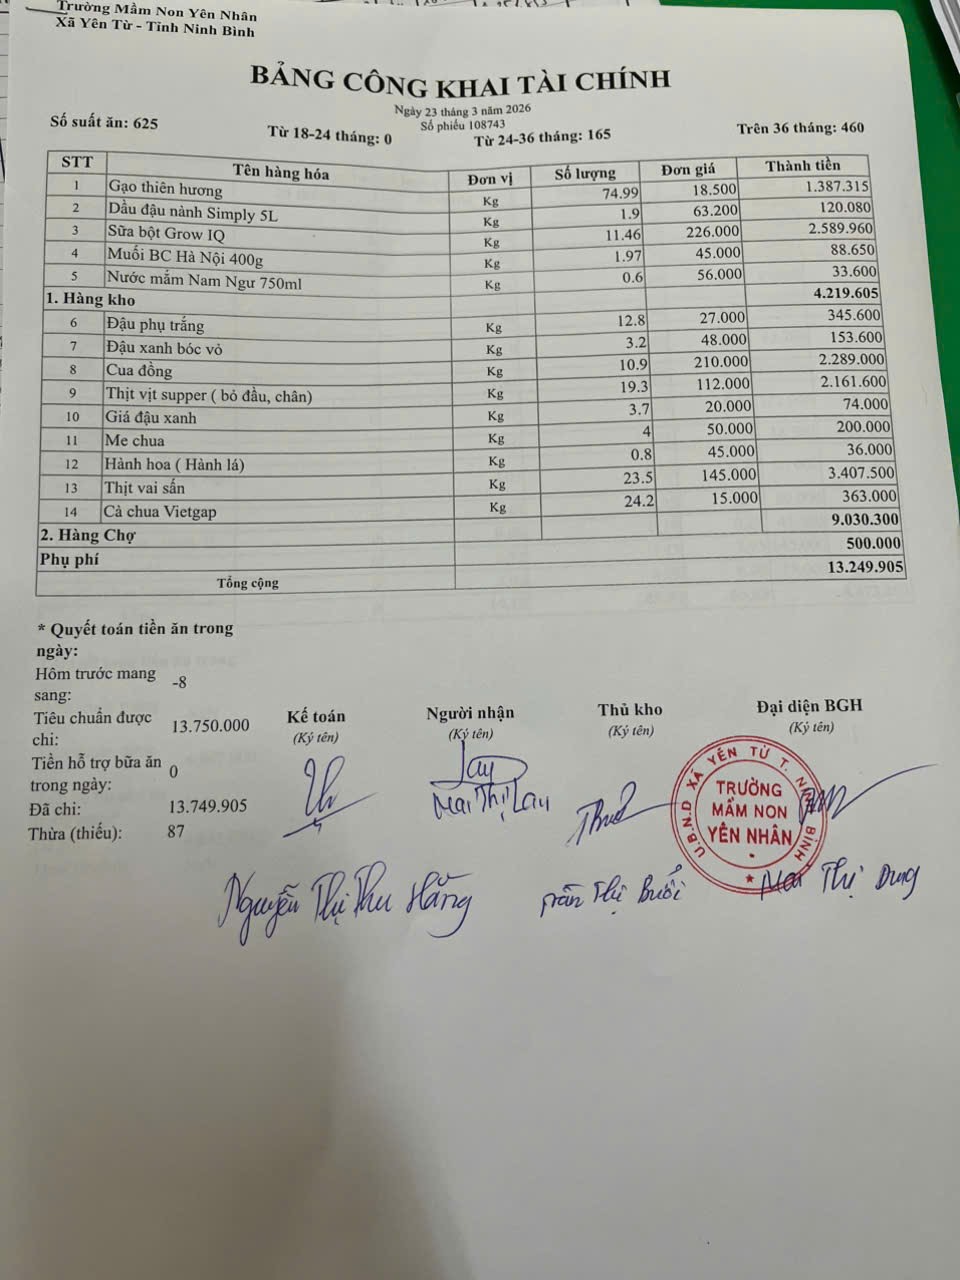 Trường Mầm Non Yên Nhân
Xã Yên Từ - Tỉnh Ninh Bình
BẢNG CÔNG KHAI TÀI CHÍNH
Ngày 23 tháng 3 năm 2026
Số phiếu 108743
Số suất ăn: 625 Từ 18-24 tháng: 0 Từ 24-36 tháng: 165 Trên 36 tháng: 460
STT Tên hàng hóa Đơn vị Số lượng Đơn giá Thành tiền
1 Gạo thiên hương Kg 74.99 18.500 1.387.315
2 Dầu đậu nành Simply 5L Kg 1.9 63.200 120.080
3 Sữa bột Grow IQ Kg 11.46 226.000 2.589.960
4 Muối BC Hà Nội 400g Kg 1.97 45.000 88.650
5 Nước mắm Nam Ngư 750ml Kg 0.6 56.000 33.600
1. Hàng kho 4.219.605
6 Đậu phụ trắng Kg 12.8 27.000 345.600
7 Đậu xanh bóc vỏ Kg 3.2 48.000 153.600
8 Cua đồng Kg 10.9 210.000 2.289.000
9 Thịt vịt supper ( bỏ đầu, chân) Kg 19.3 112.000 2.161.600
10 Giá đậu xanh Kg 3.7 20.000 74.000
11 Me chua Kg 4 50.000 200.000
12 Hành hoa ( Hành lá) Kg 0.8 45.000 36.000
13 Thịt vai sấn Kg 23.5 145.000 3.407.500
14 Cà chua Vietgap Kg 24.2 15.000 363.000
2. Hàng Chợ 9.030.300
Phụ phí 500.000
Tổng cộng 13.249.905
* Quyết toán tiền ăn trong
ngày:
Hôm trước mang
sang: -8
Tiêu chuẩn được
chi: 13.750.000
Tiền hỗ trợ bữa ăn
trong ngày: 0
Đã chi: 13.749.905
Thừa (thiếu): 87
Kế toán Người nhận Thủ kho Đại diện BGH
(Ký tên) (Ký tên) (Ký tên) (Ký tên)
Mai Thị Lay
U.B.N.D XÃ YÊN TỪ T. NINH BÌNH
TRƯỜNG
MẦM NON
YÊN NHÂN
Nguyễn Thị Thu Hằng Trần Thị Buổi Mai Thị Dung